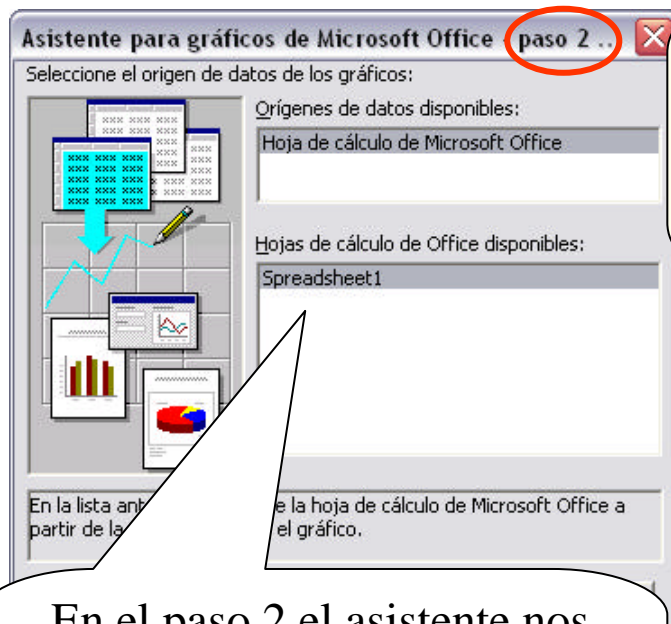 Asistente para gráficos de Microsoft Office - paso 2 ..
Seleccione el origen de datos de los gráficos:
Orígenes de datos disponibles:
Hoja de cálculo de Microsoft Office
Hojas de cálculo de Office disponibles:
Spreadsheet1
En la lista e la hoja de cálculo de Microsoft Office a
partir de la el gráfico.
En el paso 2 el asistente nos